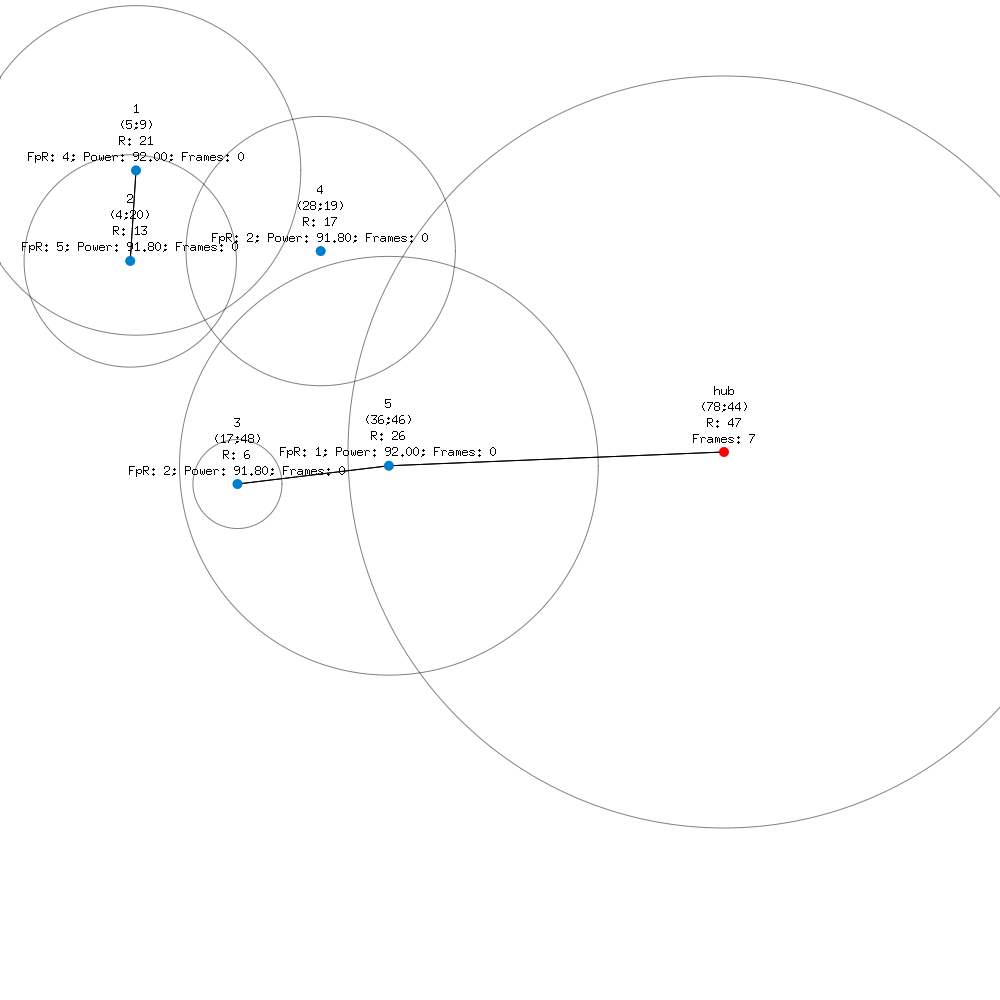 1
(5;9)
R: 21
FpR: 4; Power: 92.00; Frames: 0
2
(4;20)
R: 13
FpR: 5; Power: 91.80; Frames: 0
4
(28;19)
R: 17
FpR: 2; Power: 91.80; Frames: 0
hub
(78;44)
R: 47
Frames: 7
5
(36;46)
R: 26
FpR: 1; Power: 92.00; Frames: 0
3
(17;48)
R: 6
FpR: 2; Power: 91.80; Frames: 0